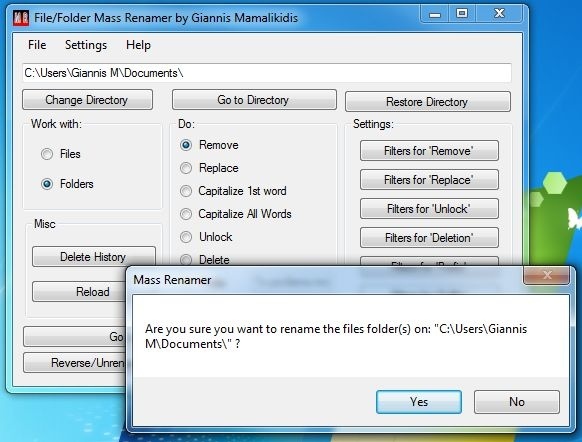 File/Folder Mass Renamer by Giannis Mamalikidis
File Settings Help
C:\Users\Giannis M\Documents\
Change Directory Go to Directory Restore Directory
Work with: Do: Settings:
Files
Folders
Remove
Replace
Capitalize 1st word
Capitalize All Words
Unlock
Delete
Filters for 'Remove'
Filters for 'Replace'
Filters for 'Unlock'
Filters for 'Deletion'
Misc
Delete History
Reload
Go
Reverse/Unren
Mass Renamer
Are you sure you want to rename the files folder(s) on: "C:\Users\Giannis
M\Documents\" ?
Yes No